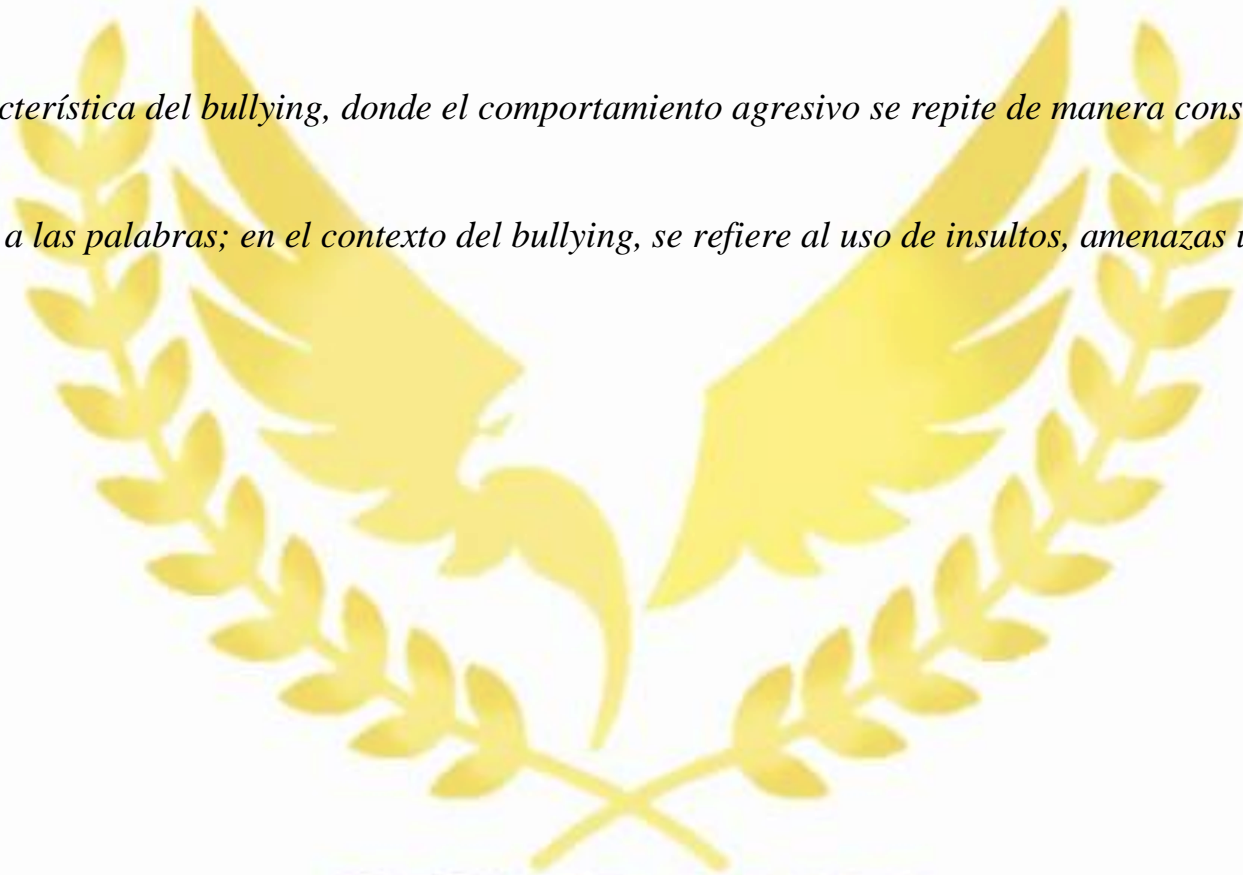 cterística del bullying, donde el comportamiento agresivo se repite de manera cons
a las palabras; en el contexto del bullying, se refiere al uso de insultos, amenazas u